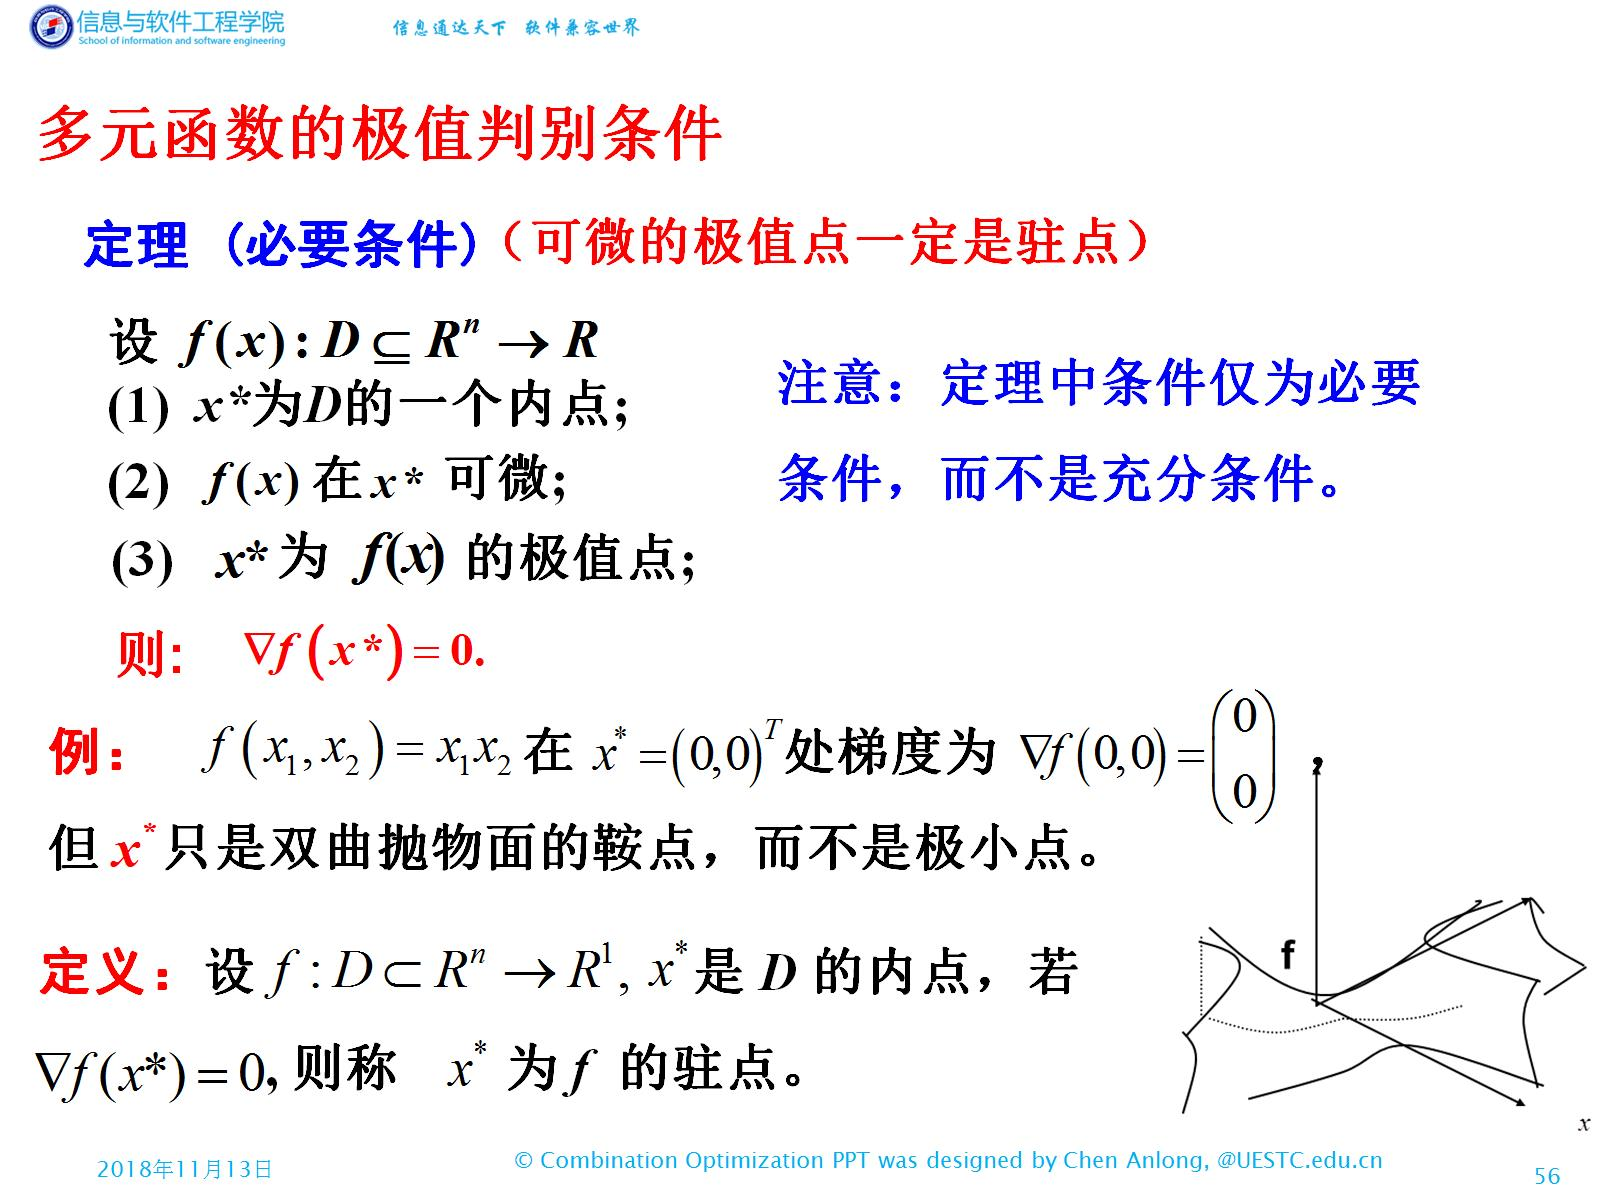 信息与软件工程学院
School of information and software engineering
信息通达天下 软件兼容世界
多元函数的极值判别条件
定理 (必要条件)（可微的极值点一定是驻点）
设 f(x): D ⊆ Rⁿ → R
(1) x*为D的一个内点;
(2) f(x) 在 x* 可微;
(3) x* 为 f(x) 的极值点;
则: ∇f(x*) = 0.
注意：定理中条件仅为必要
条件，而不是充分条件。
例： f(x₁, x₂) = x₁x₂ 在 x* = (0,0)ᵀ 处梯度为 ∇f(0,0) = (0 0) ，
但 x* 只是双曲抛物面的鞍点，而不是极小点。
f
x
定义：设 f : D ⊂ Rⁿ → R¹, x* 是 D 的内点，若
∇f(x*) = 0, 则称 x* 为 f 的驻点。
2018年11月13日
© Combination Optimization PPT was designed by Chen Anlong, @UESTC.edu.cn
56